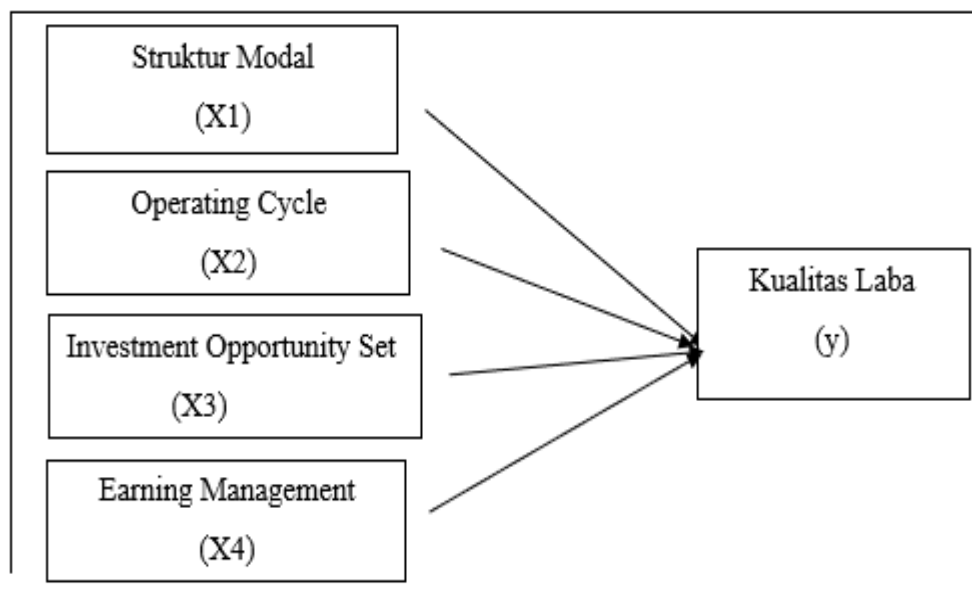 Struktur Modal
(X1)
Operating Cycle
(X2)
Investment Opportunity Set
(X3)
Earning Management
(X4)
Kualitas Laba
(y)